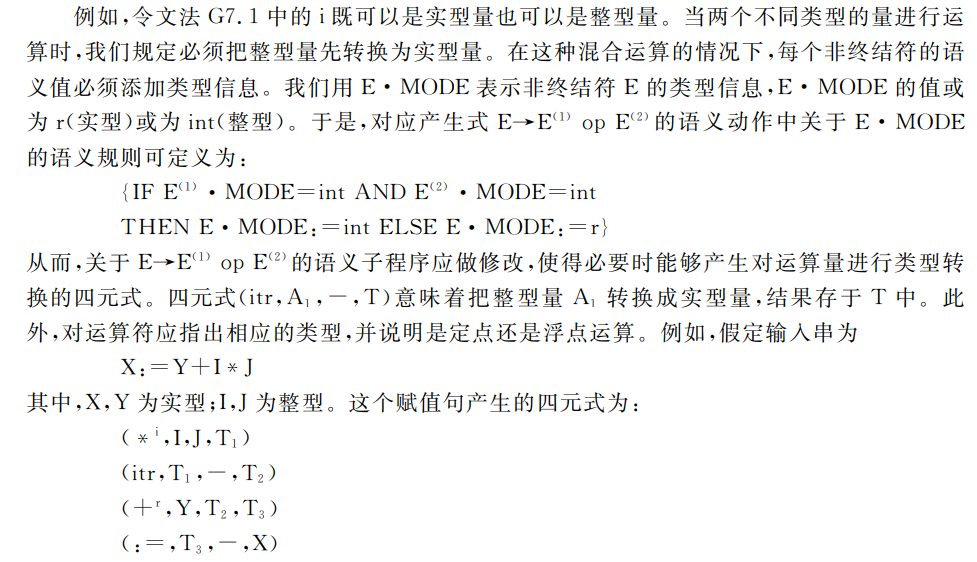 例如,令文法 G7.1 中的 i 既可以是实型量也可以是整型量。当两个不同类型的量进行运
算时,我们规定必须把整型量先转换为实型量。在这种混合运算的情况下,每个非终结符的语
义值必须添加类型信息。我们用 E·MODE 表示非终结符 E 的类型信息,E·MODE 的值或
为 r(实型)或为 int(整型)。于是,对应产生式 E→E⁽¹⁾ op E⁽²⁾的语义动作中关于 E·MODE
的语义规则可定义为:
{IF E⁽¹⁾·MODE=int AND E⁽²⁾·MODE=int
THEN E·MODE:=int ELSE E·MODE:=r}
从而,关于 E→E⁽¹⁾ op E⁽²⁾的语义子程序应做修改,使得必要时能够产生对运算量进行类型转
换的四元式。四元式(itr,A₁,-,T)意味着把整型量 A₁ 转换成实型量,结果存于 T 中。此
外,对运算符应指出相应的类型,并说明是定点还是浮点运算。例如,假定输入串为
X:=Y+I*J
其中,X,Y 为实型;I,J 为整型。这个赋值句产生的四元式为:
(*ⁱ,I,J,T₁)
(itr,T₁,-,T₂)
(+ʳ,Y,T₂,T₃)
(:=,T₃,-,X)